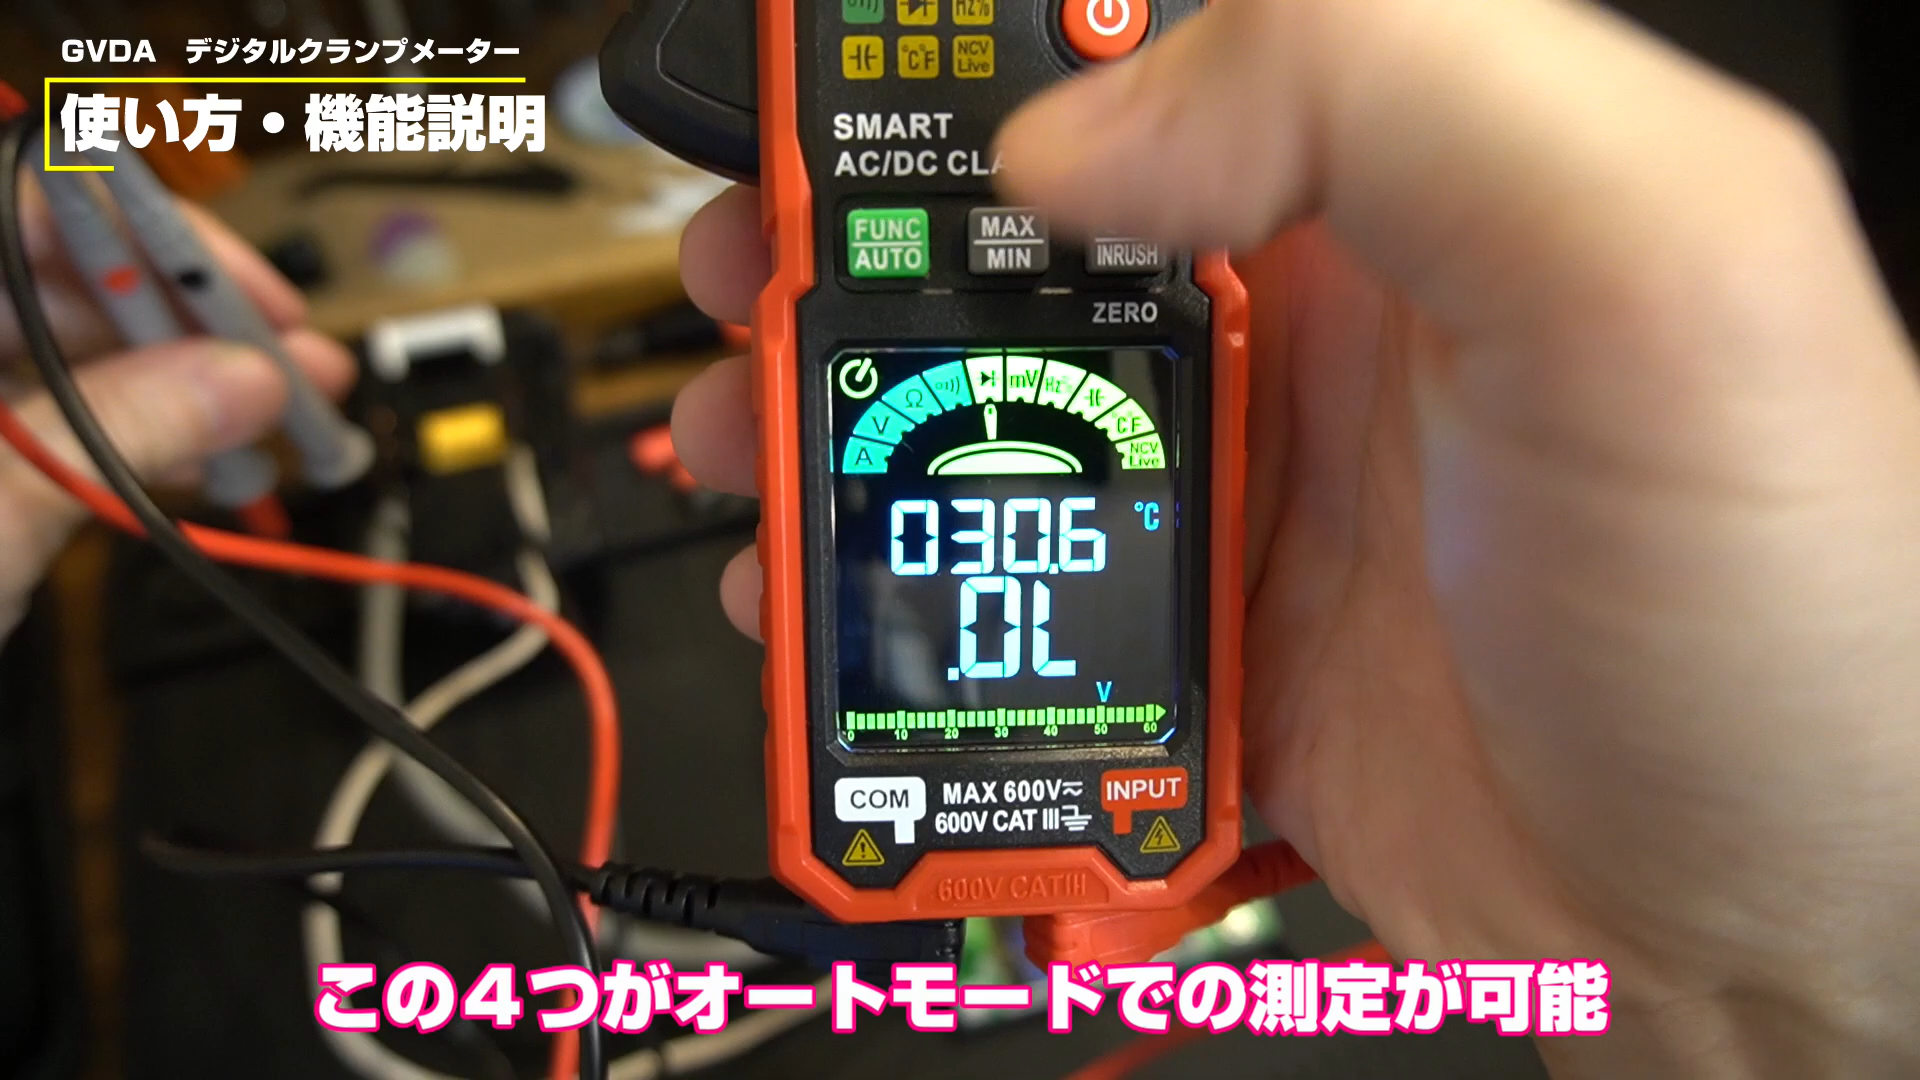 GVDA デジタルクランプメーター
使い方・機能説明
Hz%
°C°F
NCV
Live
SMART
AC/DC CLA
FUNC
AUTO
MAX
MIN
INRUSH
ZERO
A V Ω mV Hz% °C°F NCV Live
030.6 °C
.0L
V
0 10 20 30 40 50 60
COM
MAX 600V
600V CAT III
INPUT
600V CAT III
この4つがオートモードでの測定が可能